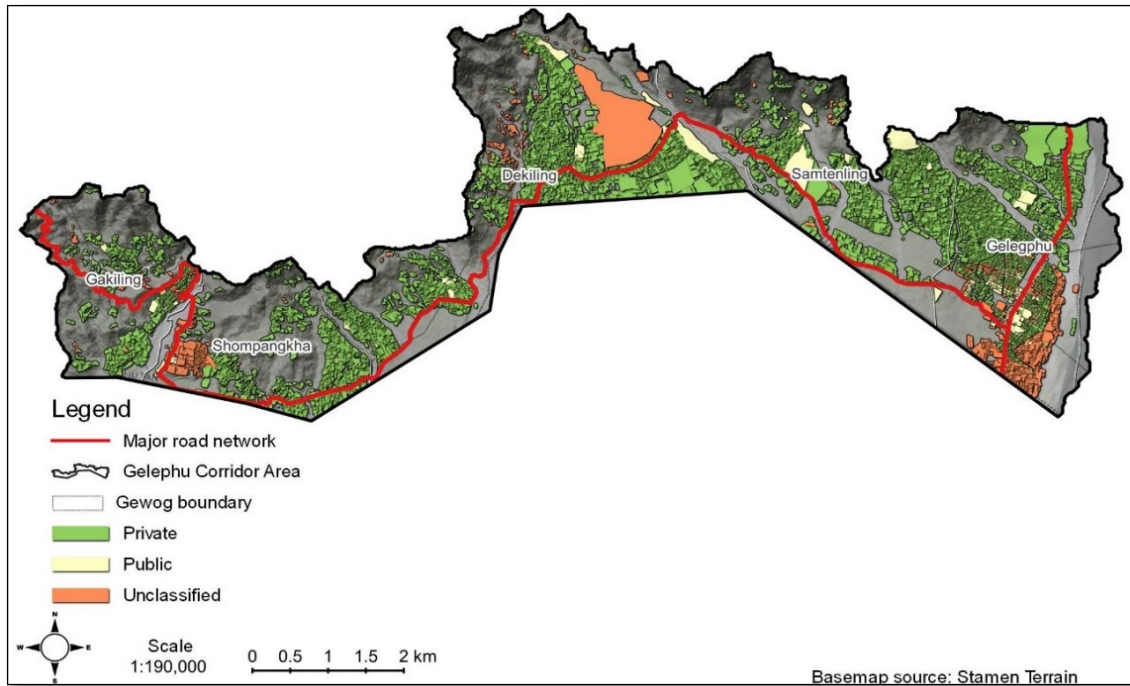 Dekiling
Samtenling
Gelegphu
Gakiling
Shompangkha
Legend
Major road network
Gelephu Corridor Area
Gewog boundary
Private
Public
Unclassified
N
W
E
S
Scale
1:190,000
0 0.5 1 1.5 2 km
Basemap source: Stamen Terrain